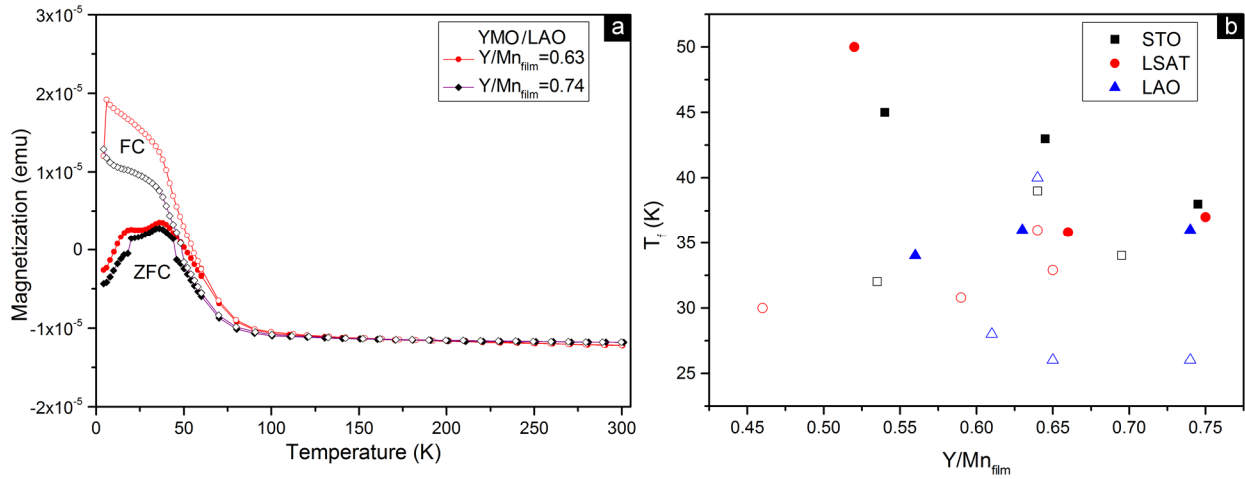 a
YMO/LAO
Y/Mn_film=0.63
Y/Mn_film=0.74
FC
ZFC
3x10^-5
2x10^-5
1x10^-5
0
-1x10^-5
-2x10^-5
Magnetization (emu)
0 50 100 150 200 250 300
Temperature (K)
b
STO
LSAT
LAO
50
45
40
35
30
25
T_f (K)
0.45 0.50 0.55 0.60 0.65 0.70 0.75
Y/Mn_film